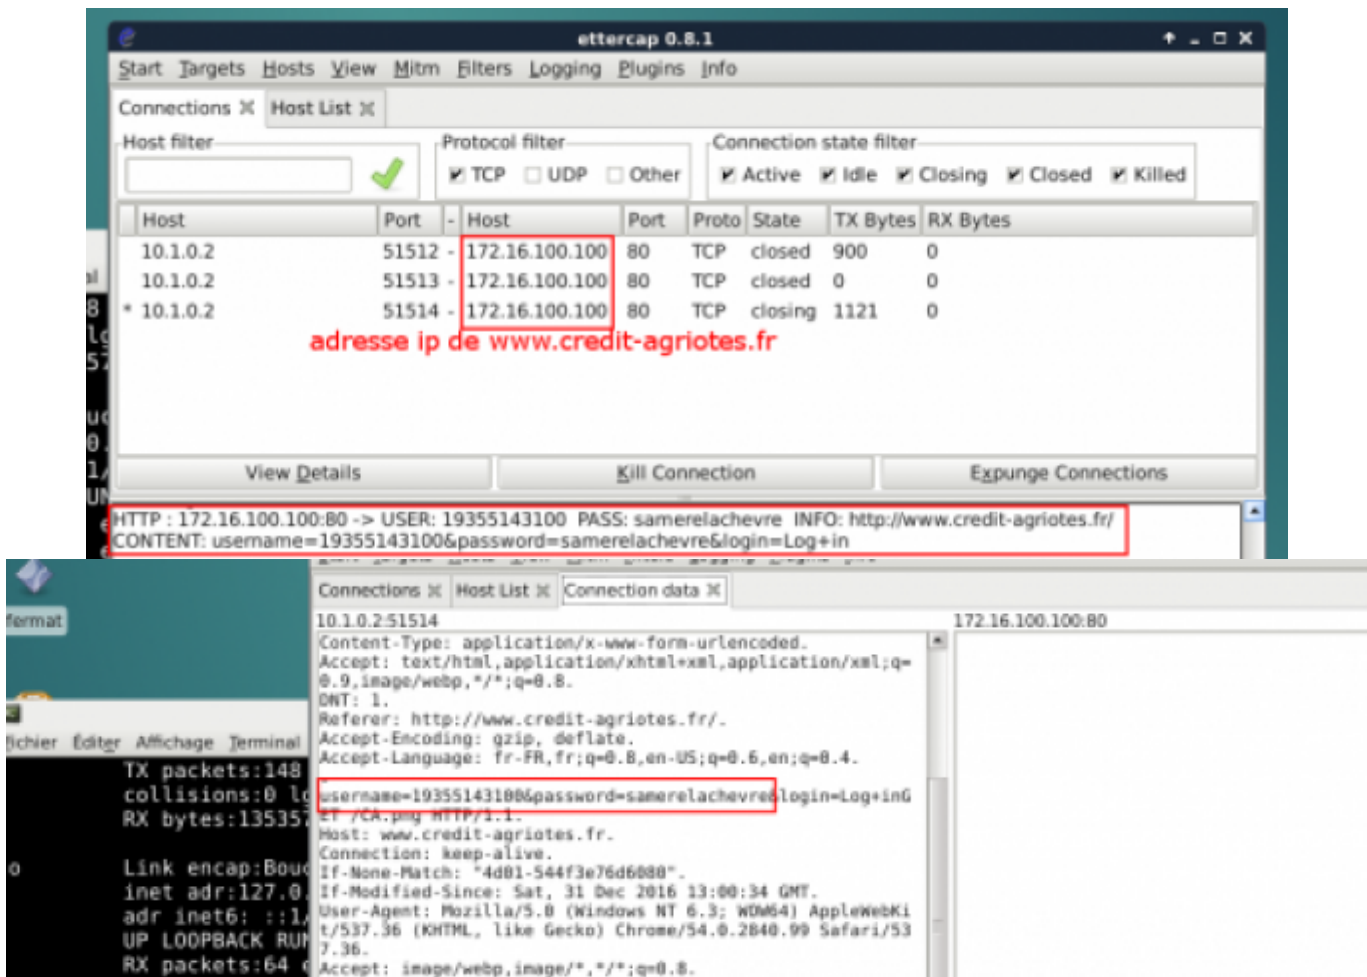 ettercap 0.8.1
Start Targets Hosts View Mitm Filters Logging Plugins Info
Connections Host List
Host filter Protocol filter Connection state filter
TCP UDP Other Active Idle Closing Closed Killed
Host Port - Host Port Proto State TX Bytes RX Bytes
10.1.0.2 51512 - 172.16.100.100 80 TCP closed 900 0
10.1.0.2 51513 - 172.16.100.100 80 TCP closed 0 0
* 10.1.0.2 51514 - 172.16.100.100 80 TCP closing 1121 0
adresse ip de www.credit-agriotes.fr
View Details Kill Connection Expunge Connections
HTTP : 172.16.100.100:80 -> USER: 19355143100 PASS: samerelachevre INFO: http://www.credit-agriotes.fr/
CONTENT: username=19355143100&password=samerelachevre&login=Log+in
Connections Host List Connection data
fermat
10.1.0.2:51514 172.16.100.100:80
Content-Type: application/x-www-form-urlencoded.
Accept: text/html,application/xhtml+xml,application/xml;q=
0.9,image/webp,*/*;q=0.8.
DNT: 1.
Referer: http://www.credit-agriotes.fr/.
Accept-Encoding: gzip, deflate.
Accept-Language: fr-FR,fr;q=0.8,en-US;q=0.6,en;q=0.4.
.
username=19355143100&password=samerelachevre&login=Log+inG
ET /CA.png HTTP/1.1.
Host: www.credit-agriotes.fr.
Connection: keep-alive.
If-None-Match: "4d01-544f3e76d6080".
If-Modified-Since: Sat, 31 Dec 2016 13:00:34 GMT.
User-Agent: Mozilla/5.0 (Windows NT 6.3; WOW64) AppleWebKi
t/537.36 (KHTML, like Gecko) Chrome/54.0.2840.99 Safari/53
7.36.
Accept: image/webp,image/*,*/*;q=0.8.
Fichier Éditer Affichage Terminal
TX packets:148
collisions:0 lg
RX bytes:135357
o Link encap:Bouc
inet adr:127.0.
adr inet6: ::1/
UP LOOPBACK RUN
RX packets:64